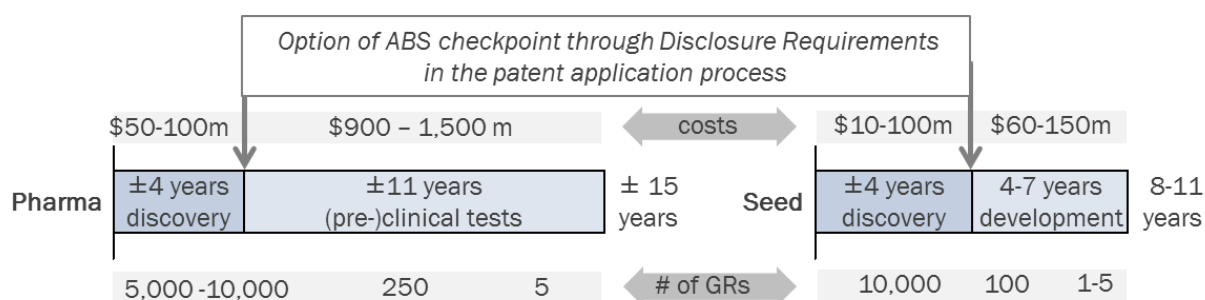 Option of ABS checkpoint through Disclosure Requirements
in the patent application process
$50-100m
$900 – 1,500 m
costs
$10-100m
$60-150m
Pharma
±4 years
discovery
±11 years
(pre-)clinical tests
± 15
years
Seed
±4 years
discovery
4-7 years
development
8-11
years
5,000 -10,000
250
5
# of GRs
10,000
100
1-5